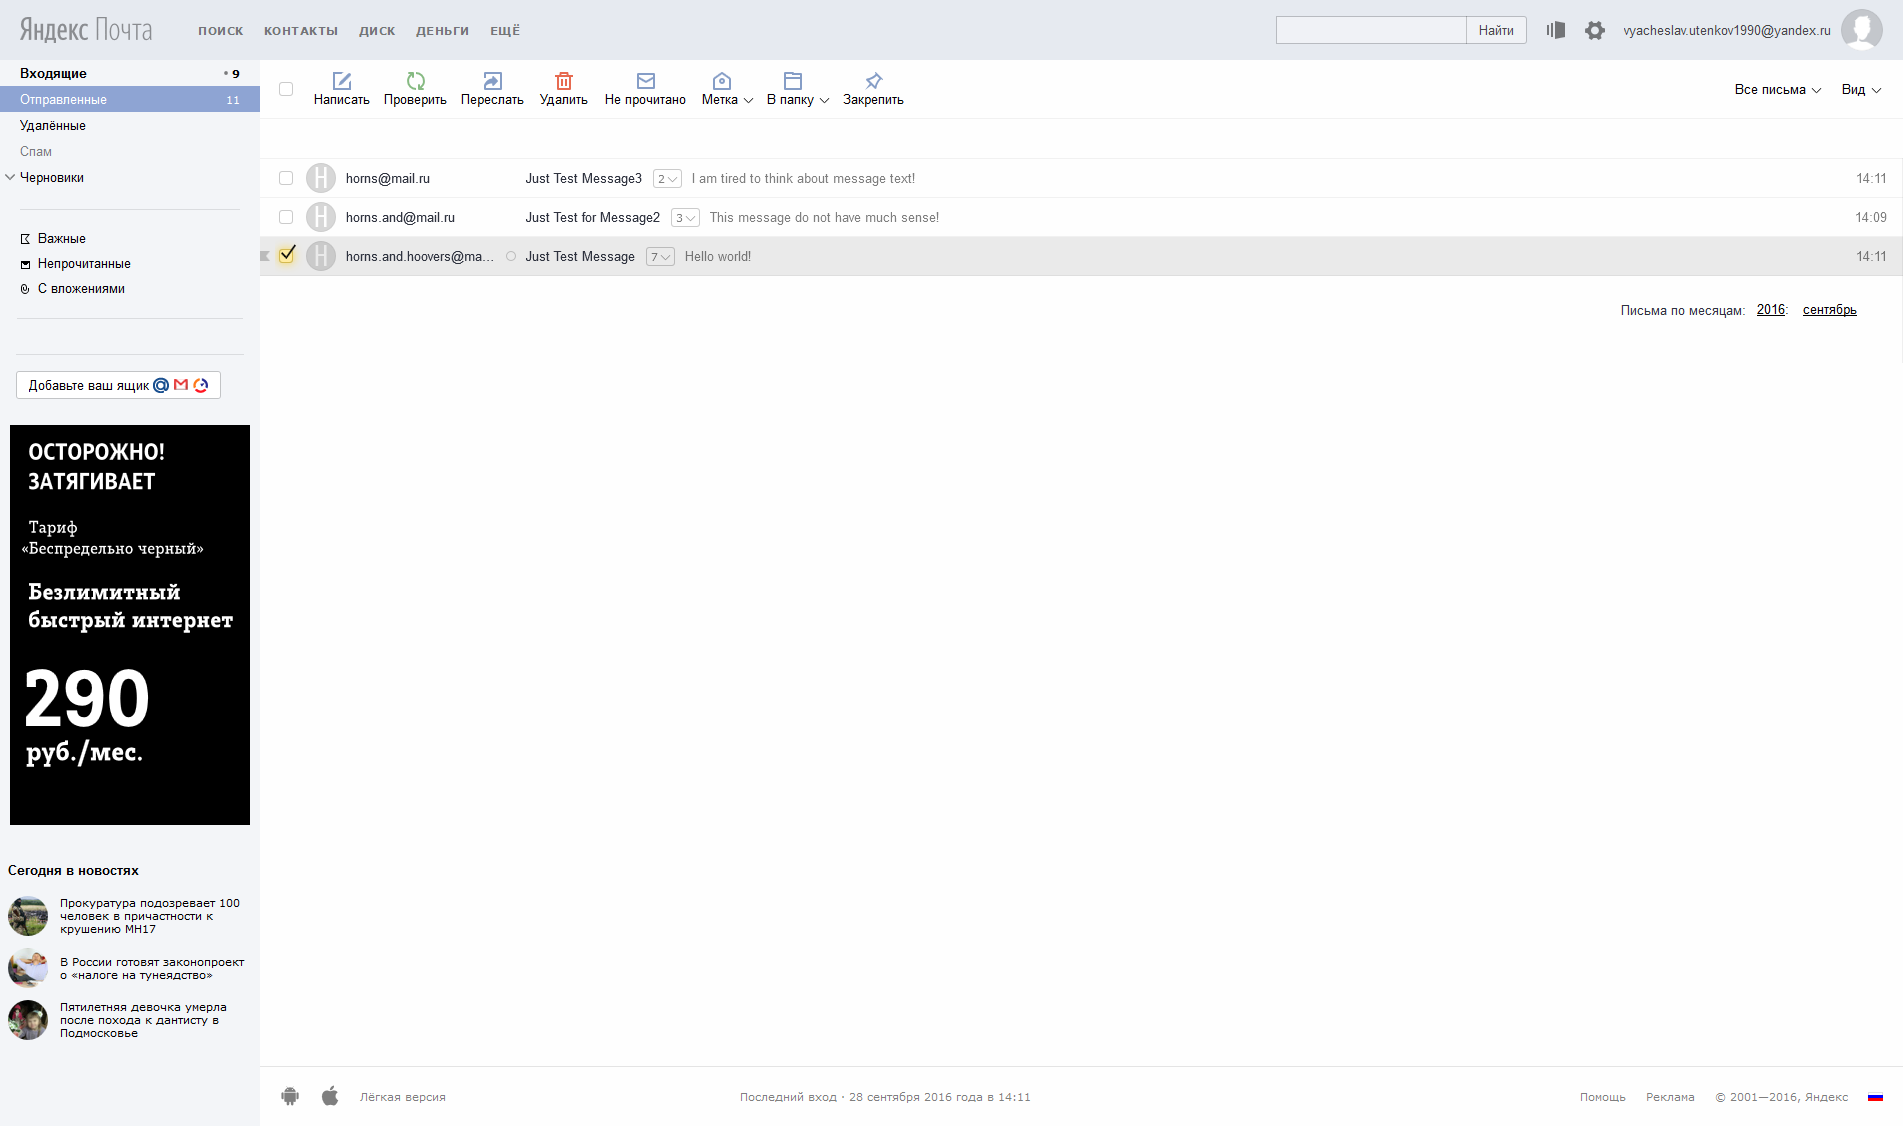 Яндекс Почта
ПОИСК КОНТАКТЫ ДИСК ДЕНЬГИ ЕЩЁ
Найти
vyacheslav.utenkov1990@yandex.ru
Входящие • 9
Отправленные 11
Удалённые
Спам
Черновики
Важные
Непрочитанные
С вложениями
Добавьте ваш ящик
ОСТОРОЖНО!
ЗАТЯГИВАЕТ
Тариф
«Беспредельно черный»
Безлимитный
быстрый интернет
290
руб./мес.
Сегодня в новостях
Прокуратура подозревает 100
человек в причастности к
крушению МН17
В России готовят законопроект
о «налоге на тунеядство»
Пятилетняя девочка умерла
после похода к дантисту в
Подмосковье
Написать Проверить Переслать Удалить Не прочитано Метка В папку Закрепить
Все письма Вид
H horns@mail.ru Just Test Message3 2 I am tired to think about message text! 14:11
H horns.and@mail.ru Just Test for Message2 3 This message do not have much sense! 14:09
H horns.and.hoovers@ma... Just Test Message 7 Hello world! 14:11
Письма по месяцам: 2016: сентябрь
Лёгкая версия
Последний вход · 28 сентября 2016 года в 14:11
Помощь Реклама © 2001—2016, Яндекс